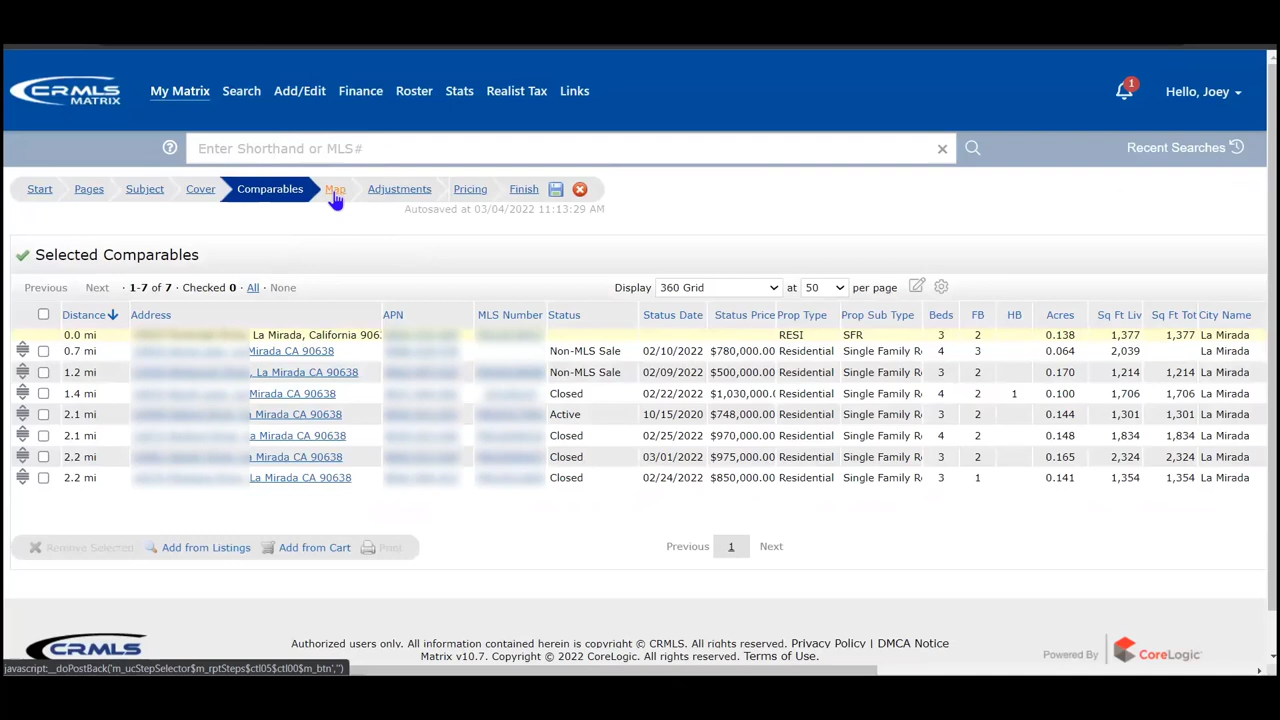 CRMLS MATRIX
My Matrix Search Add/Edit Finance Roster Stats Realist Tax Links
1 Hello, Joey
Enter Shorthand or MLS# Recent Searches
Start Pages Subject Cover Comparables Map Adjustments Pricing Finish
Autosaved at 03/04/2022 11:13:29 AM
Selected Comparables
Previous Next · 1-7 of 7 · Checked 0 · All · None Display 360 Grid at 50 per page
Distance Address APN MLS Number Status Status Date Status Price Prop Type Prop Sub Type Beds FB HB Acres Sq Ft Liv Sq Ft Tot City Name
0.0 mi La Mirada, California 906 RESI SFR 3 2 0.138 1,377 1,377 La Mirada
0.7 mi Mirada CA 90638 Non-MLS Sale 02/10/2022 $780,000.00 Residential Single Family R 4 3 0.064 2,039 La Mirada
1.2 mi , La Mirada CA 90638 Non-MLS Sale 02/09/2022 $500,000.00 Residential Single Family R 3 2 0.170 1,214 1,214 La Mirada
1.4 mi Mirada CA 90638 Closed 02/22/2022 $1,030,000.0 Residential Single Family R 4 2 1 0.100 1,706 1,706 La Mirada
2.1 mi La Mirada CA 90638 Active 10/15/2020 $748,000.00 Residential Single Family R 3 2 0.144 1,301 1,301 La Mirada
2.1 mi a Mirada CA 90638 Closed 02/25/2022 $970,000.00 Residential Single Family R 4 2 0.148 1,834 1,834 La Mirada
2.2 mi La Mirada CA 90638 Closed 03/01/2022 $975,000.00 Residential Single Family R 3 2 0.165 2,324 2,324 La Mirada
2.2 mi La Mirada CA 90638 Closed 02/24/2022 $850,000.00 Residential Single Family R 3 1 0.141 1,354 1,354 La Mirada
Remove Selected Add from Listings Add from Cart Print Previous 1 Next
CRMLS Authorized users only. All information contained herein is copyright © CRMLS. All rights reserved. Privacy Policy | DMCA Notice
Matrix v10.7. Copyright © 2022 CoreLogic. All rights reserved. Terms of Use. Powered By CoreLogic
javascript:__doPostBack('m_ucStepSelector$m_rptSteps$ctl05$ctl00$m_btn','')